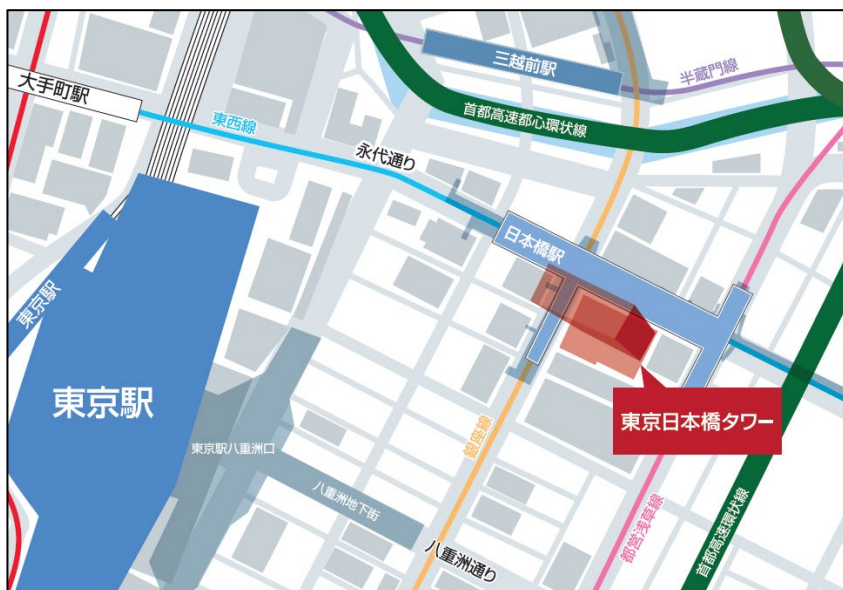 三越前駅
半蔵門線
大手町駅
首都高速都心環状線
東西線
永代通り
日本橋駅
東京駅
東京駅
東京日本橋タワー
銀座線
東京駅八重洲口
八重洲地下街
都営浅草線
首都高速環状線
八重洲通り